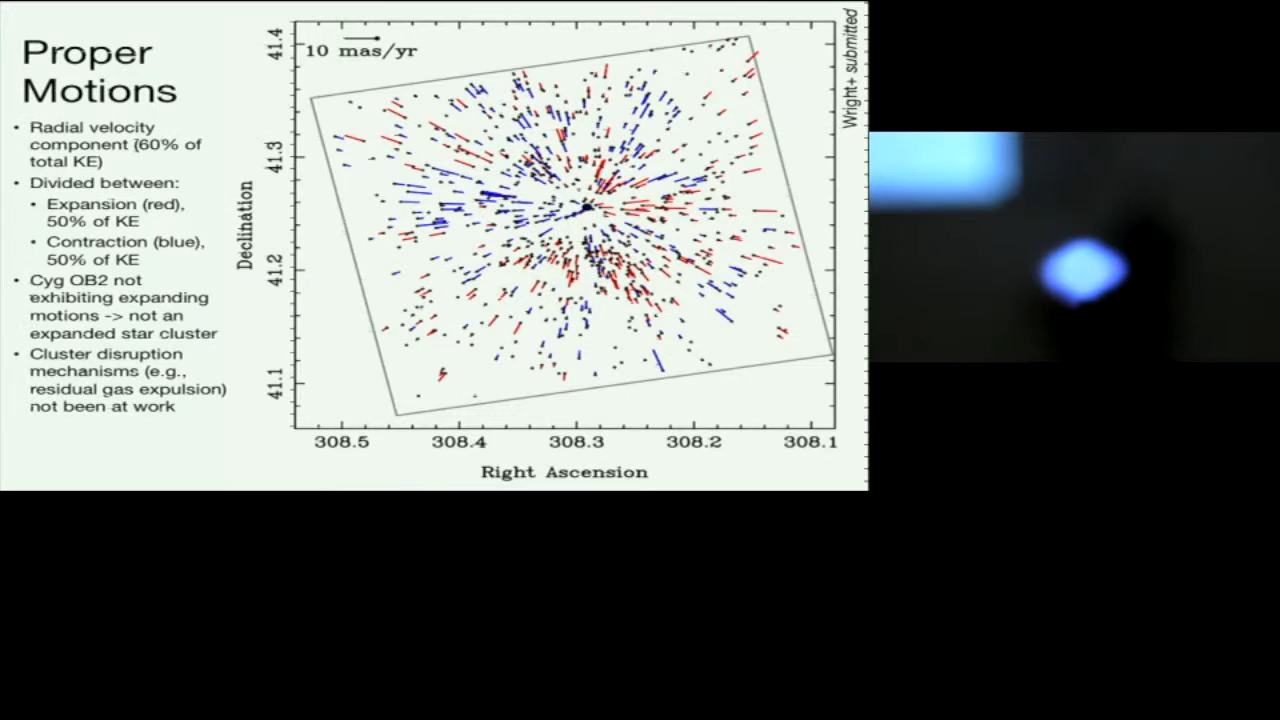 Proper
Motions
• Radial velocity
component (60% of
total KE)
• Divided between:
• Expansion (red),
50% of KE
• Contraction (blue),
50% of KE
• Cyg OB2 not
exhibiting expanding
motions -> not an
expanded star cluster
• Cluster disruption
mechanisms (e.g.,
residual gas expulsion)
not been at work
10 mas/yr
Declination
41.4
41.3
41.2
41.1
308.5
308.4
308.3
308.2
308.1
Right Ascension
Wright+ submitted